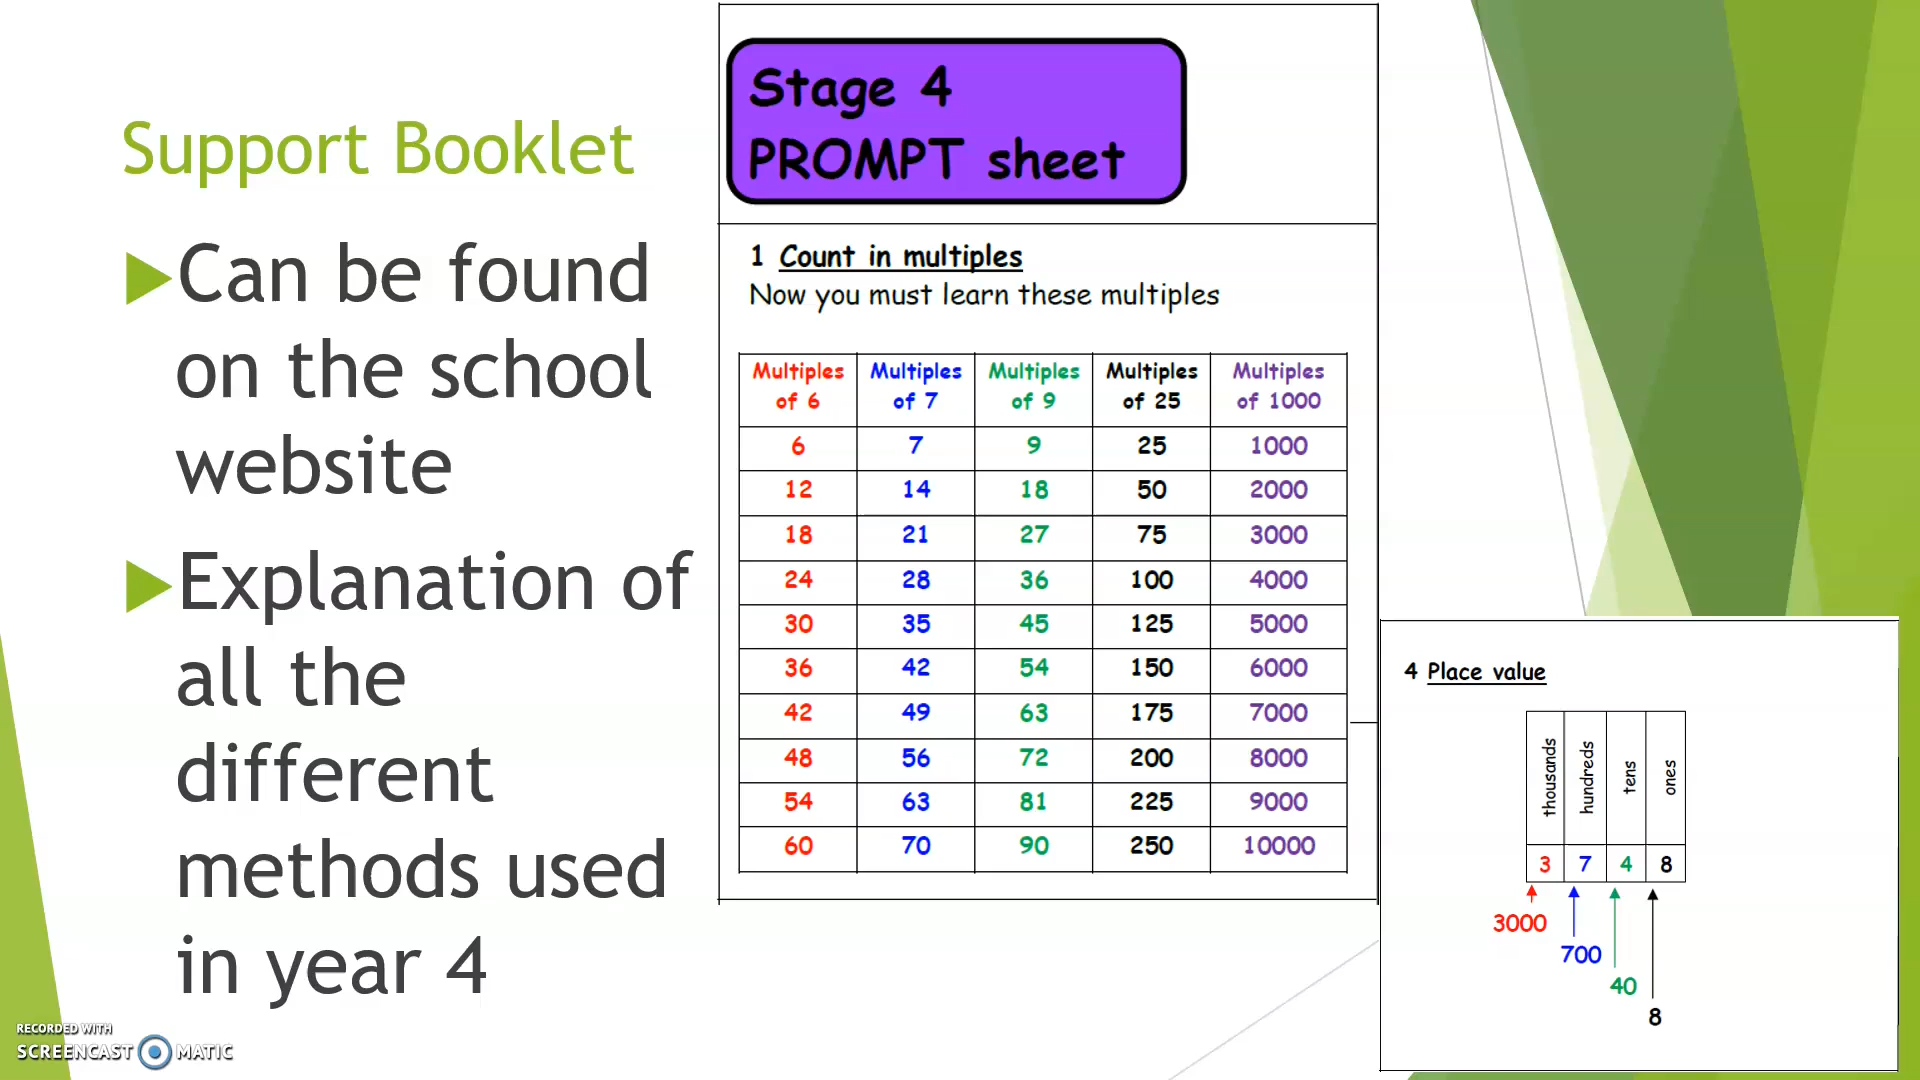 Support Booklet
Can be found
on the school
website
Explanation of
all the
different
methods used
in year 4
Stage 4
PROMPT sheet
1 Count in multiples
Now you must learn these multiples
Multiples of 6 Multiples of 7 Multiples of 9 Multiples of 25 Multiples of 1000
6 7 9 25 1000
12 14 18 50 2000
18 21 27 75 3000
24 28 36 100 4000
30 35 45 125 5000
36 42 54 150 6000
42 49 63 175 7000
48 56 72 200 8000
54 63 81 225 9000
60 70 90 250 10000
4 Place value
thousands hundreds tens ones
3 7 4 8
3000
700
40
8
RECORDED WITH
SCREENCAST MATIC